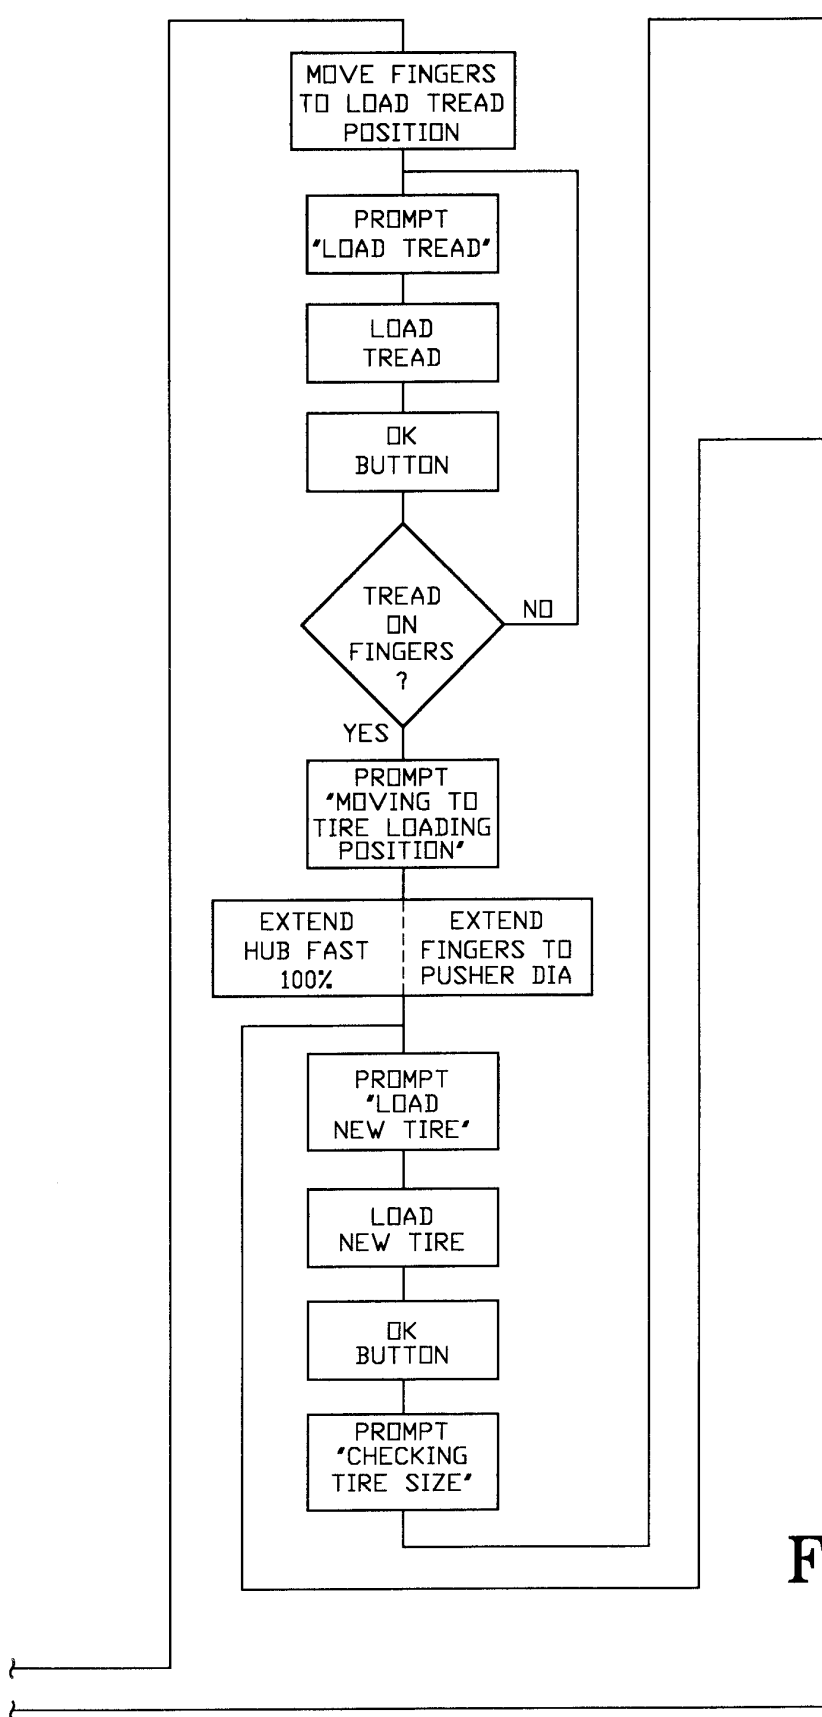 MOVE FINGERS
TO LOAD TREAD
POSITION
PROMPT
"LOAD TREAD"
LOAD
TREAD
OK
BUTTON
TREAD
ON
FINGERS
?
NO
YES
PROMPT
"MOVING TO
TIRE LOADING
POSITION"
EXTEND
HUB FAST
100%
EXTEND
FINGERS TO
PUSHER DIA
PROMPT
"LOAD
NEW TIRE"
LOAD
NEW TIRE
OK
BUTTON
PROMPT
"CHECKING
TIRE SIZE"
F